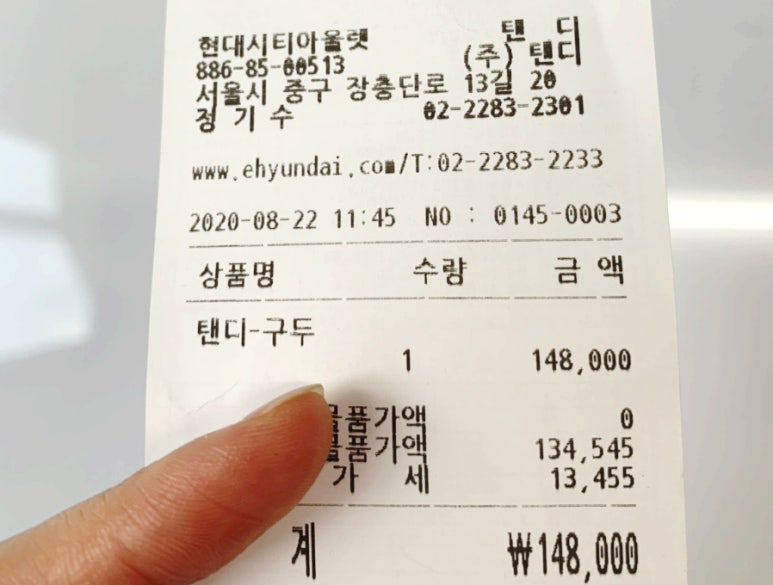 현대시티아울렛 탠 디
886-85-00513 (주) 탠디
서울시 중구 장충단로 13길 20
정 기 수 02-2283-2301
www.ehyundai.com/T:02-2283-2233
2020-08-22 11:45 NO : 0145-0003
상품명 수량 금 액
탠디-구두
1 148,000
품가액 0
품가액 134,545
가 세 13,455
계 ₩148,000